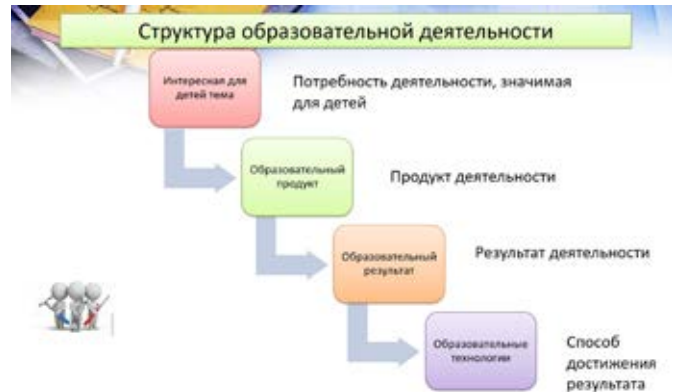 Структура образовательной деятельности
Интересная для
детей тема
Потребность деятельности, значимая
для детей
Образовательный
продукт
Продукт деятельности
Образовательный
результат
Результат деятельности
Образовательные
технологии
Способ
достижения
результата